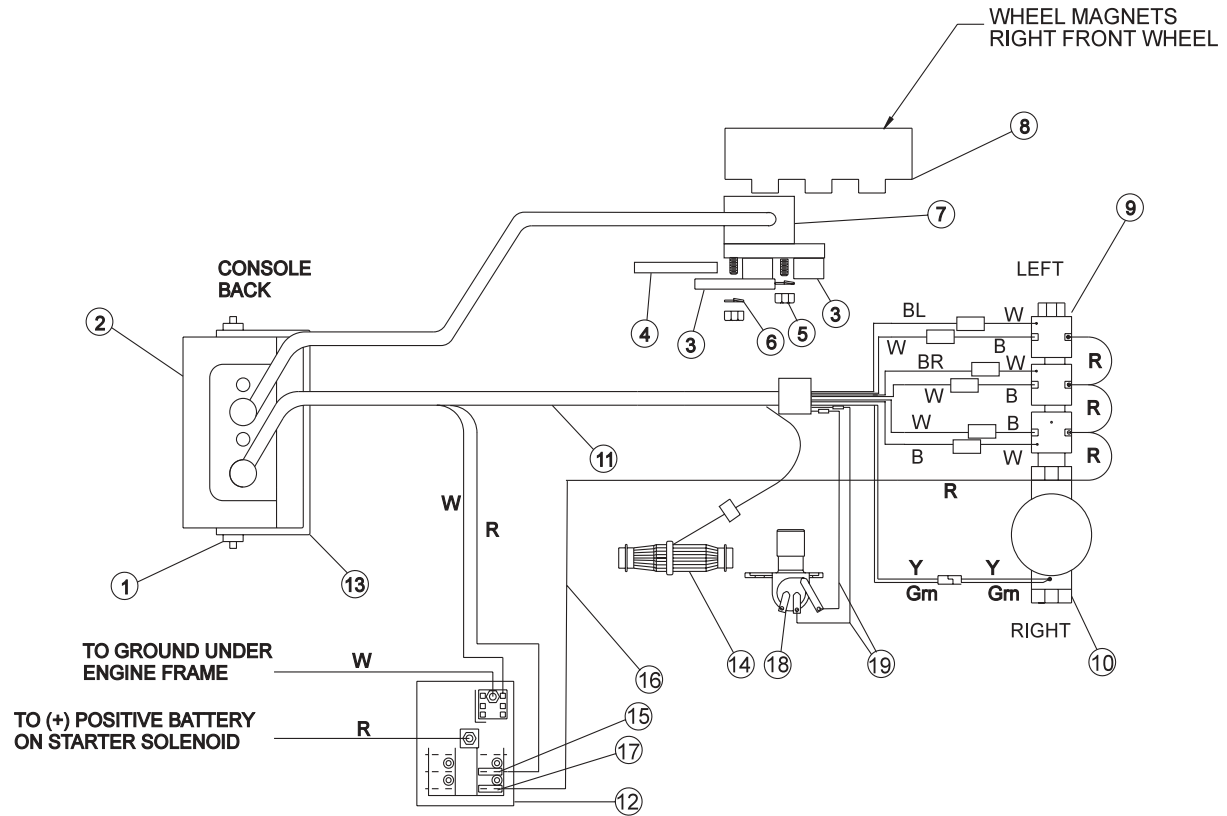 WHEEL MAGNETS
RIGHT FRONT WHEEL
8
7
9
CONSOLE
BACK
LEFT
2
4
3
6
5
3
BL
W
W
B
R
BR
W
W
B
R
W
B
B
W
R
11
R
W
R
1
13
Y
Y
Grn
Grn
RIGHT
14
18
19
10
16
TO GROUND UNDER
ENGINE FRAME
W
TO (+) POSITIVE BATTERY
ON STARTER SOLENOID
R
15
17
12